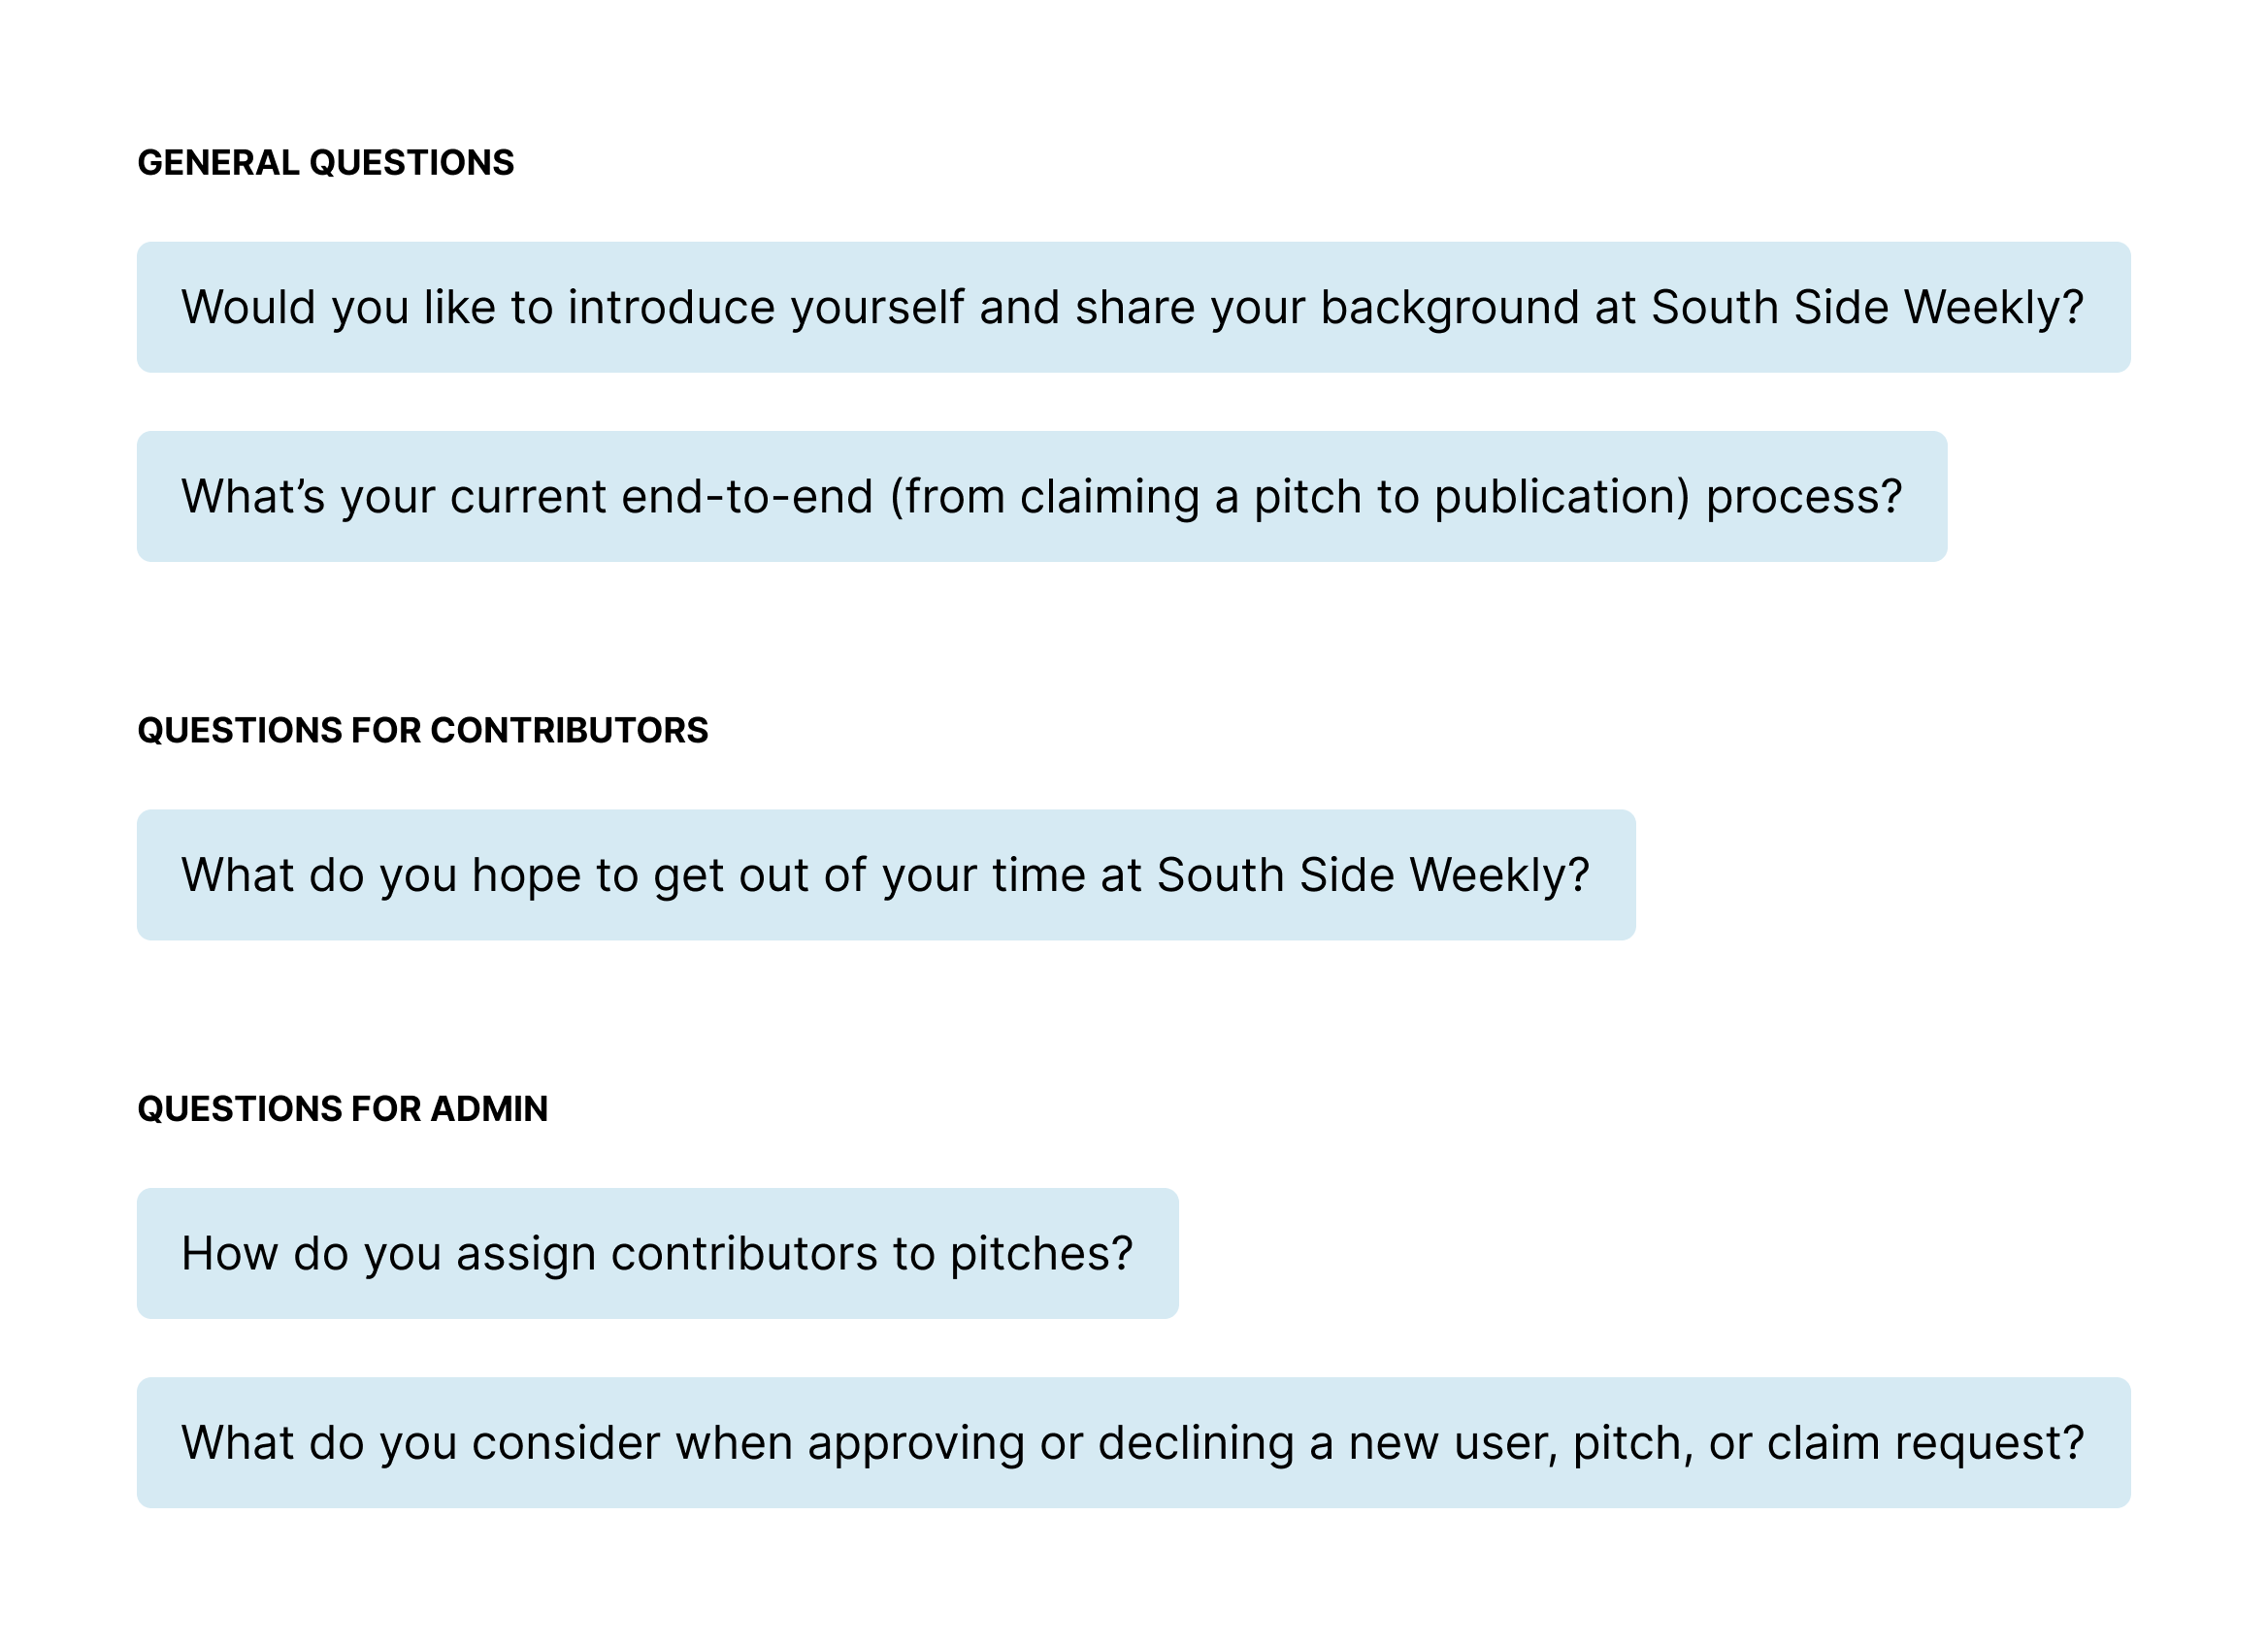 GENERAL QUESTIONS
Would you like to introduce yourself and share your background at South Side Weekly?
What’s your current end-to-end (from claiming a pitch to publication) process?
QUESTIONS FOR CONTRIBUTORS
What do you hope to get out of your time at South Side Weekly?
QUESTIONS FOR ADMIN
How do you assign contributors to pitches?
What do you consider when approving or declining a new user, pitch, or claim request?